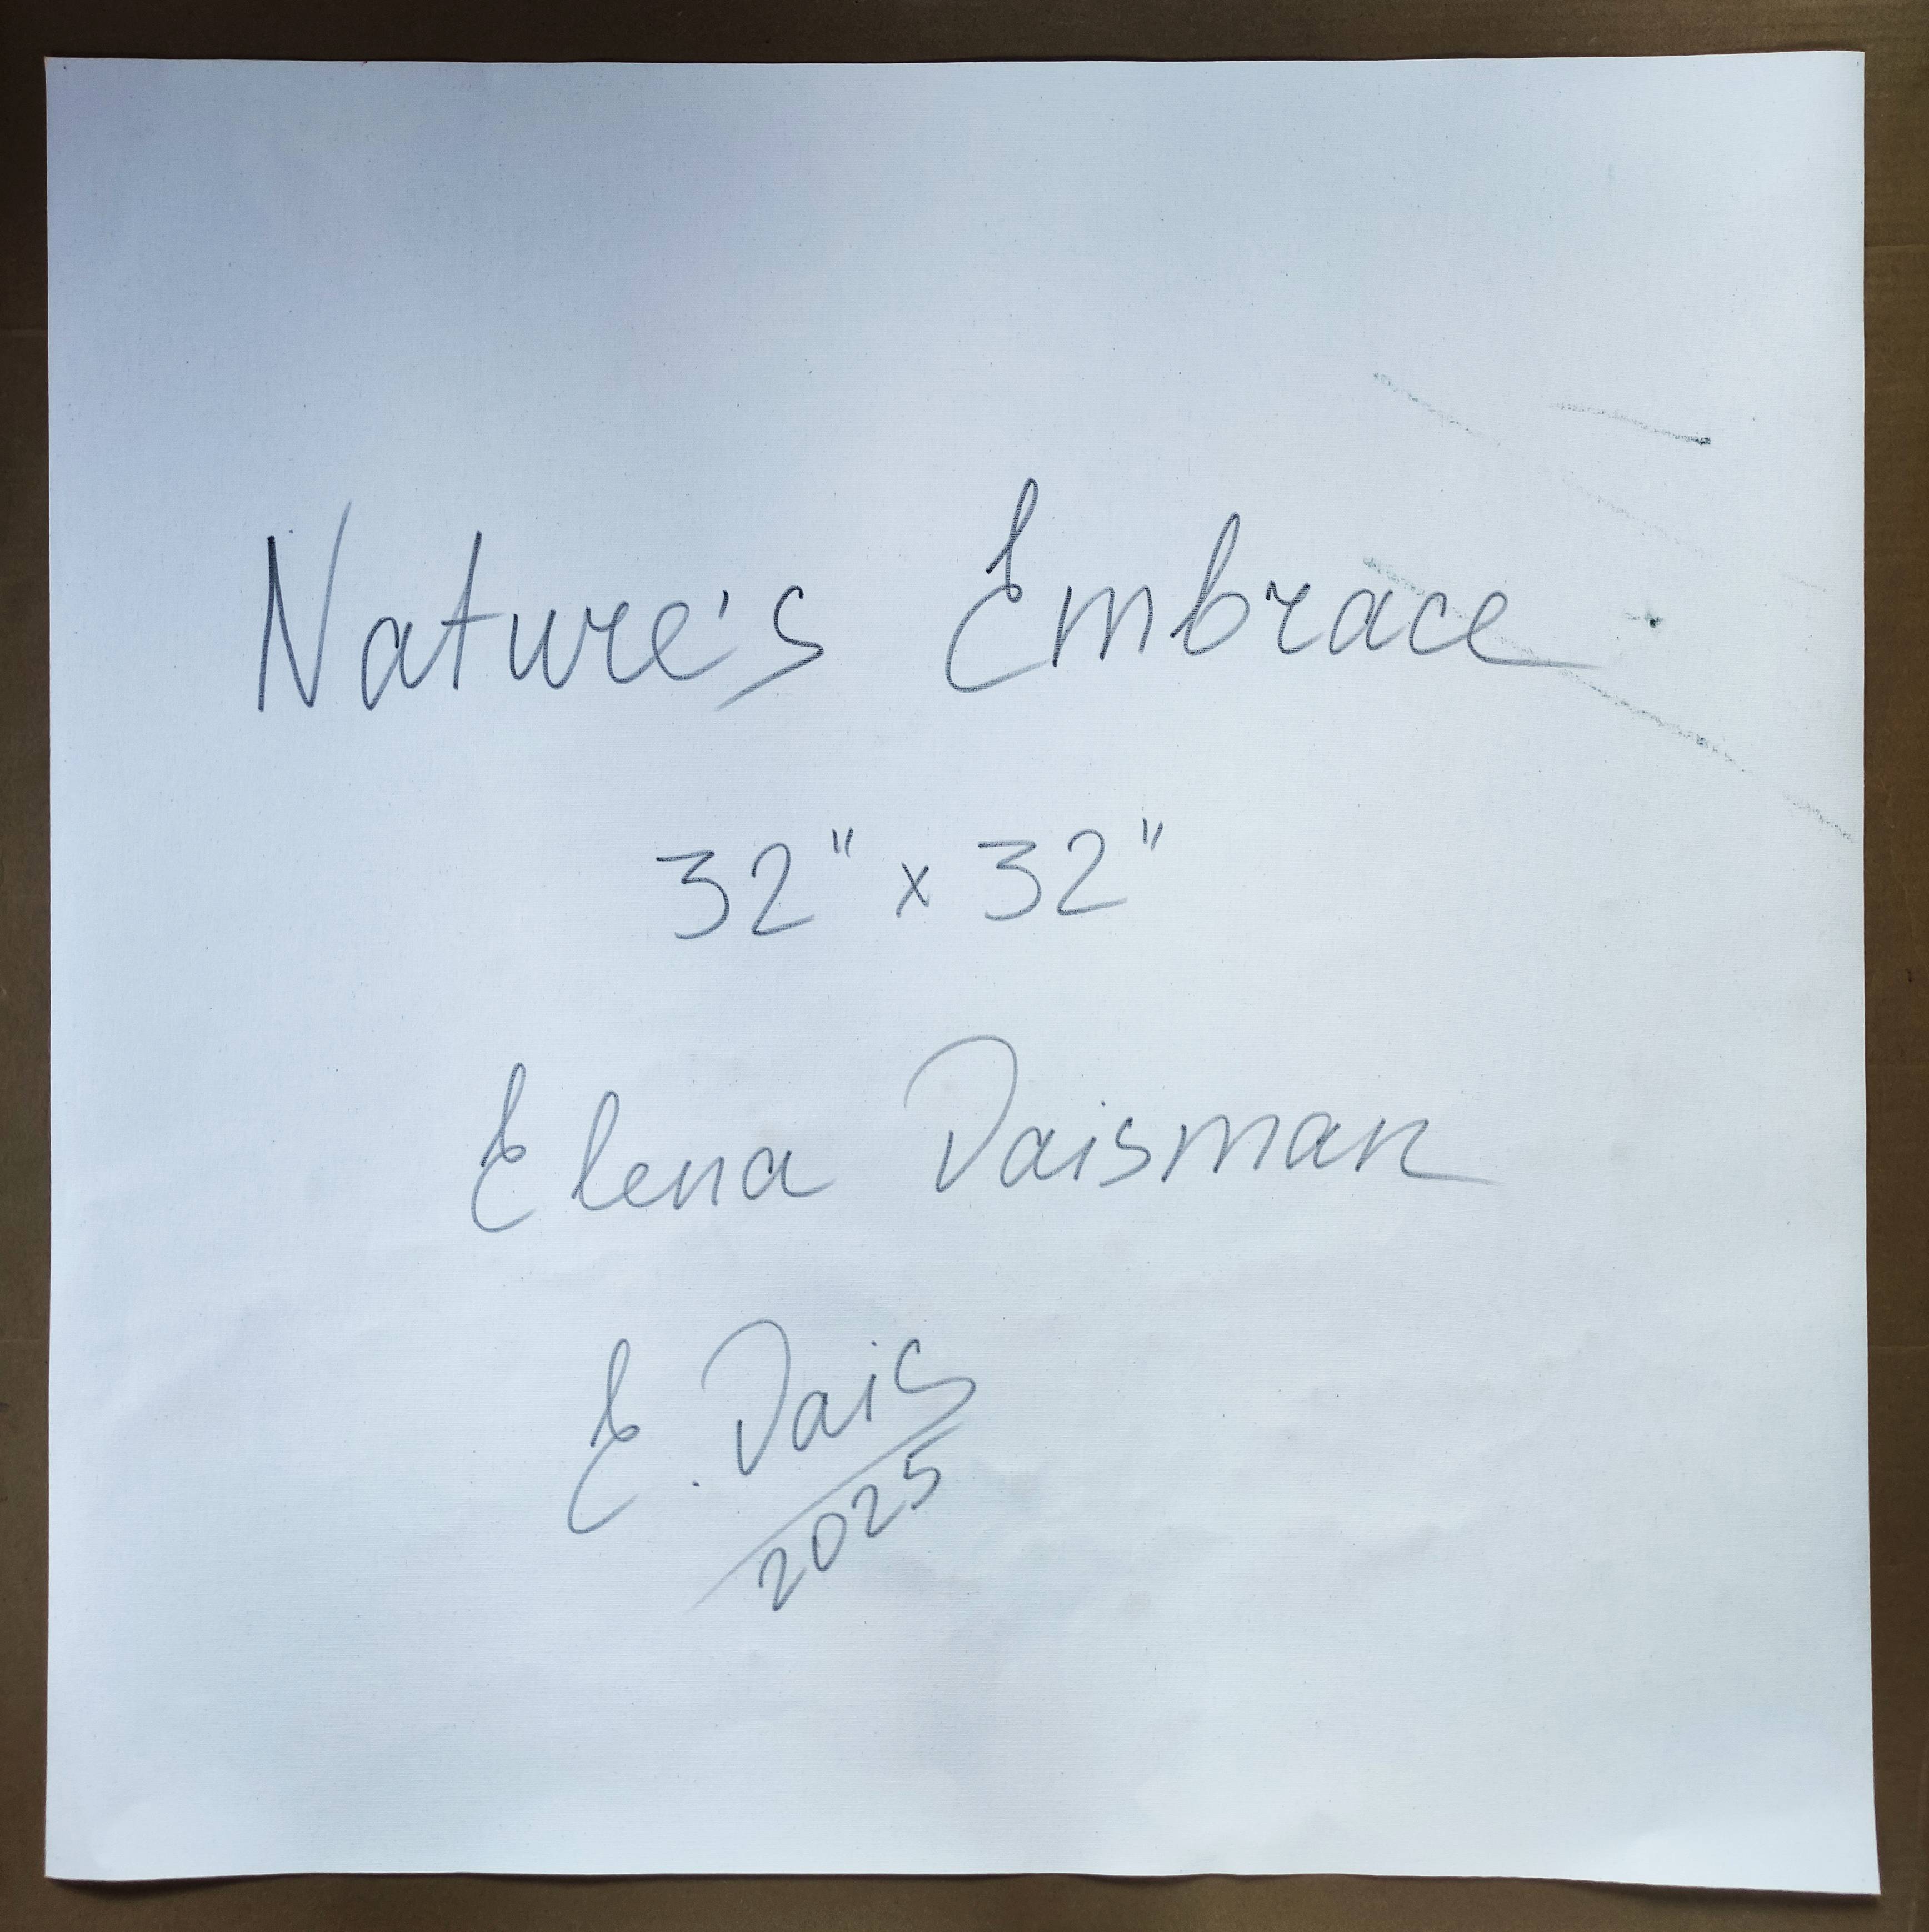 Nature's Embrace
32" x 32"
Elena Daisman
E. Dais
2025